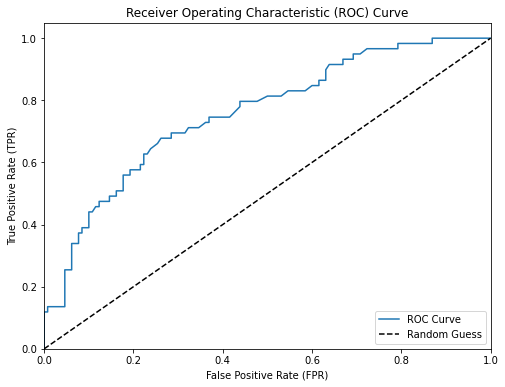 Receiver Operating Characteristic (ROC) Curve
True Positive Rate (TPR)
1.0
0.8
0.6
0.4
0.2
0.0
0.0 0.2 0.4 0.6 0.8 1.0
False Positive Rate (FPR)
ROC Curve
Random Guess